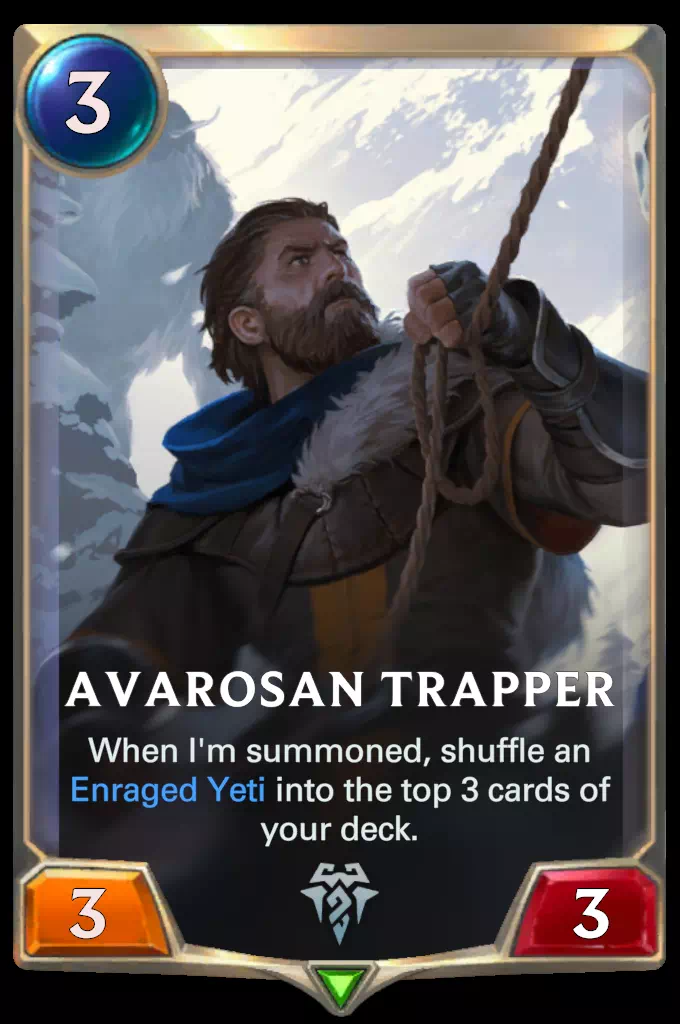 3
AVAROSAN TRAPPER
When I'm summoned, shuffle an
Enraged Yeti into the top 3 cards of
your deck.
3
3